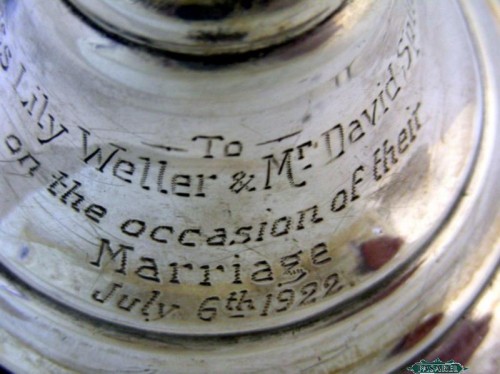 — To —
Lily Weller & Mr David
on the occasion of their
Marriage
July 6th 1922.